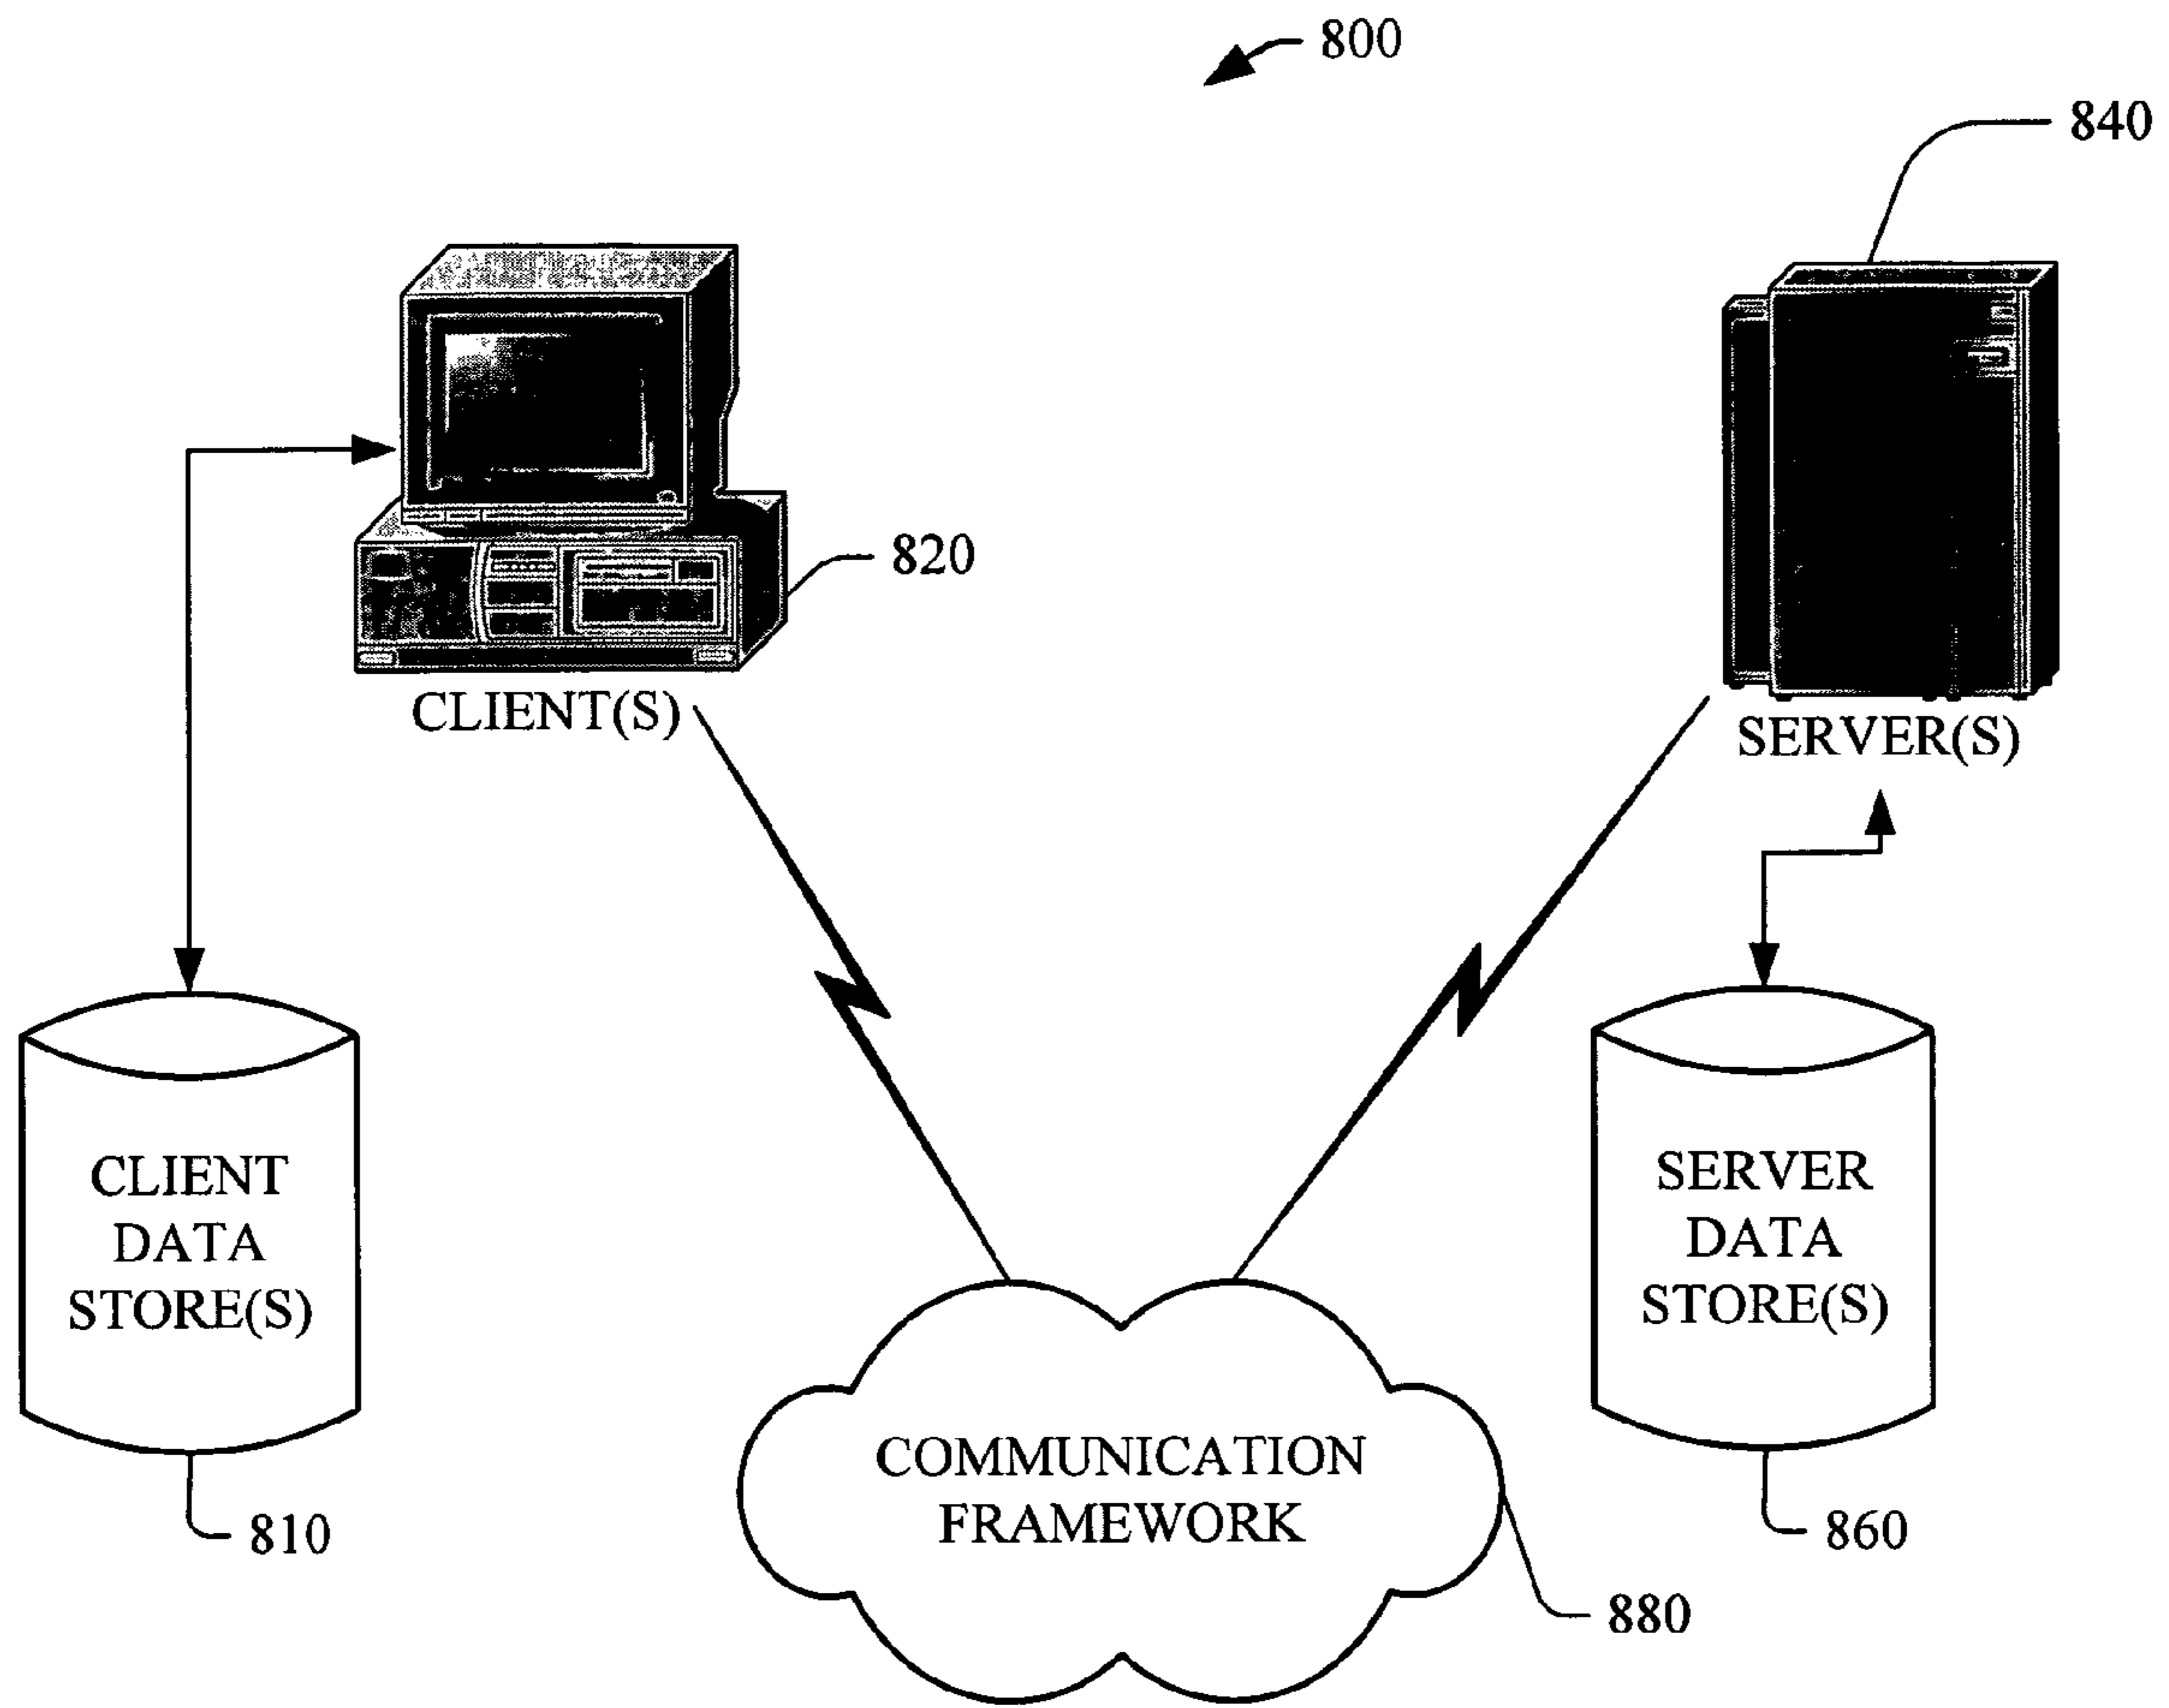 800
840
820
CLIENT(S)
SERVER(S)
CLIENT
DATA
STORE(S)
SERVER
DATA
STORE(S)
COMMUNICATION
FRAMEWORK
810
860
880